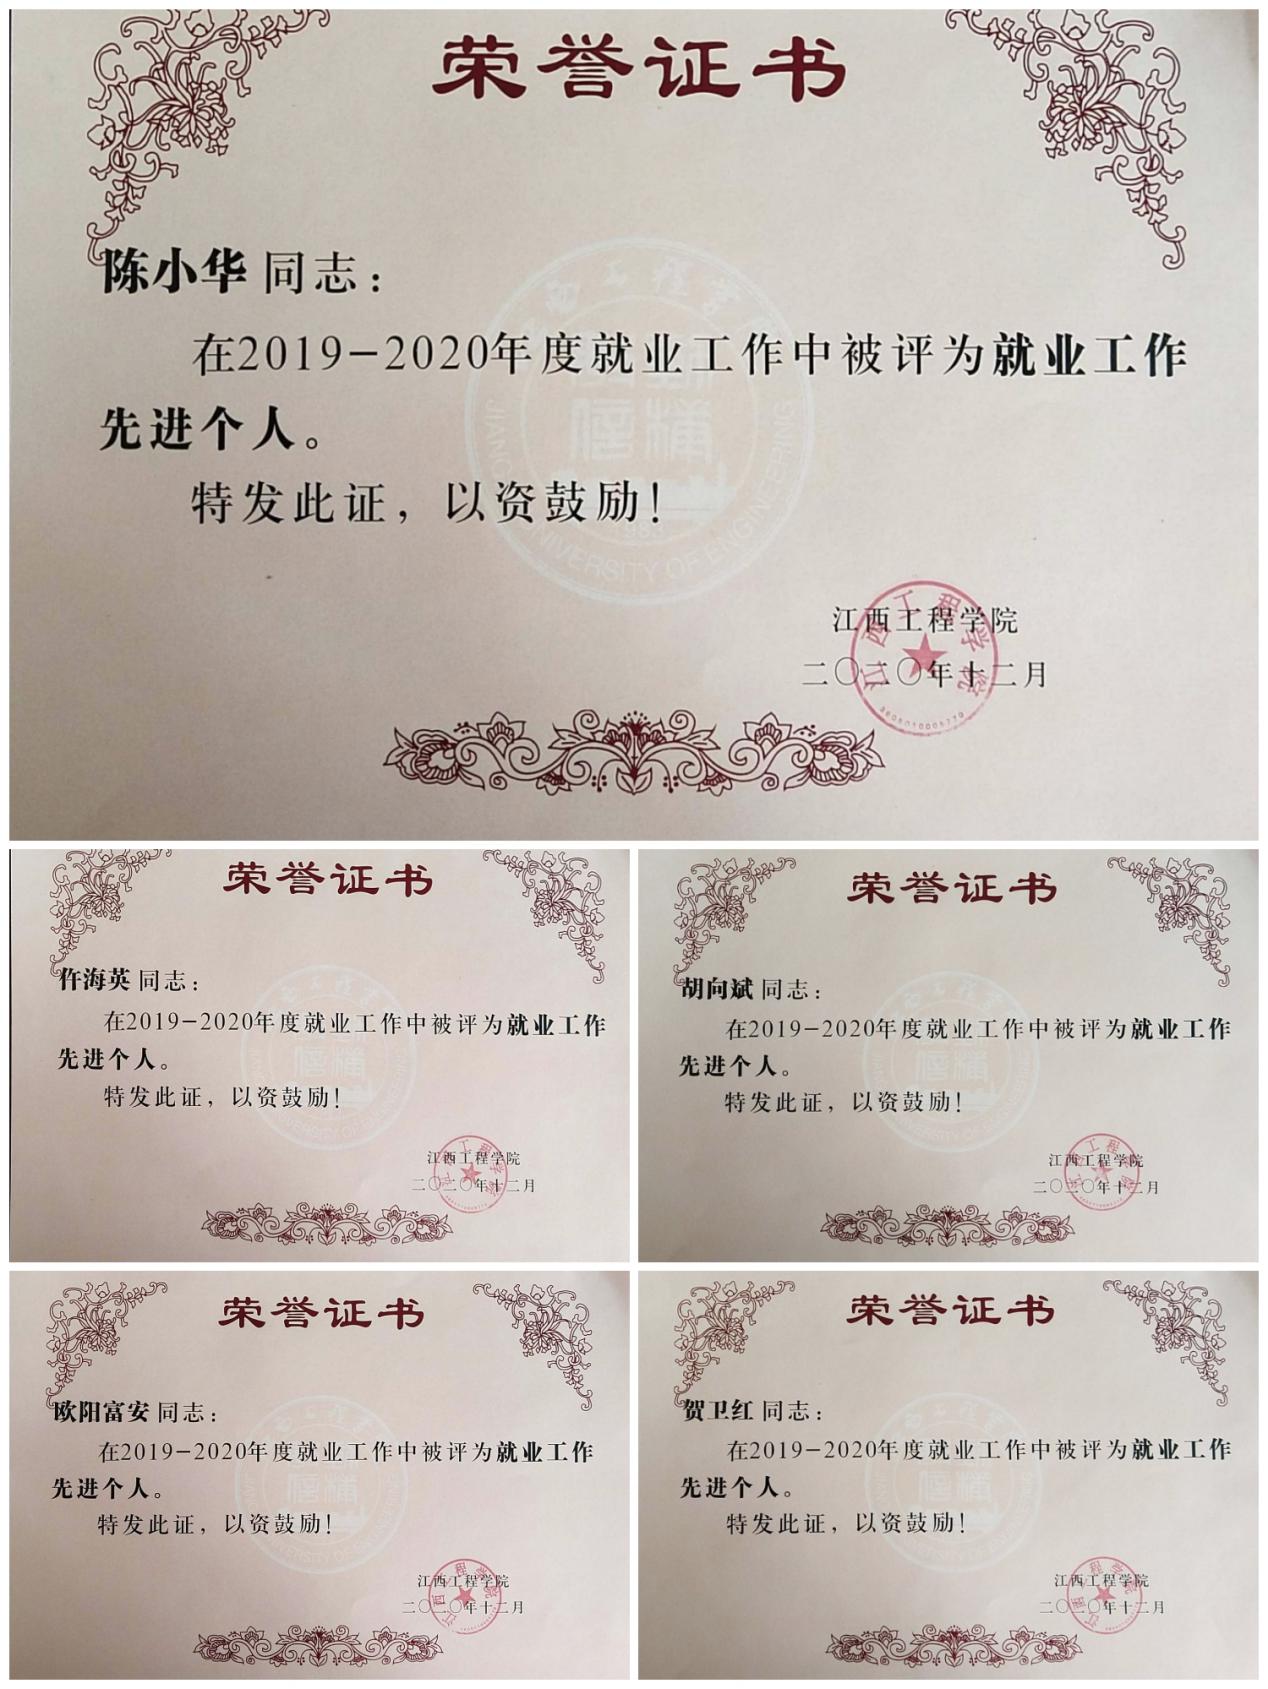 荣誉证书
陈小华 同志：
在2019-2020年度就业工作中被评为就业工作
先进个人。
特发此证，以资鼓励！
江西工程学院
二〇二〇年十二月
荣誉证书
仵海英 同志：
在2019-2020年度就业工作中被评为就业工作
先进个人。
特发此证，以资鼓励！
江西工程学院
二〇二〇年十二月
荣誉证书
胡向斌 同志：
在2019-2020年度就业工作中被评为就业工作
先进个人。
特发此证，以资鼓励！
江西工程学院
二〇二〇年十二月
荣誉证书
欧阳富安 同志：
在2019-2020年度就业工作中被评为就业工作
先进个人。
特发此证，以资鼓励！
江西工程学院
二〇二〇年十二月
荣誉证书
贺卫红 同志：
在2019-2020年度就业工作中被评为就业工作
先进个人。
特发此证，以资鼓励！
江西工程学院
二〇二〇年十二月